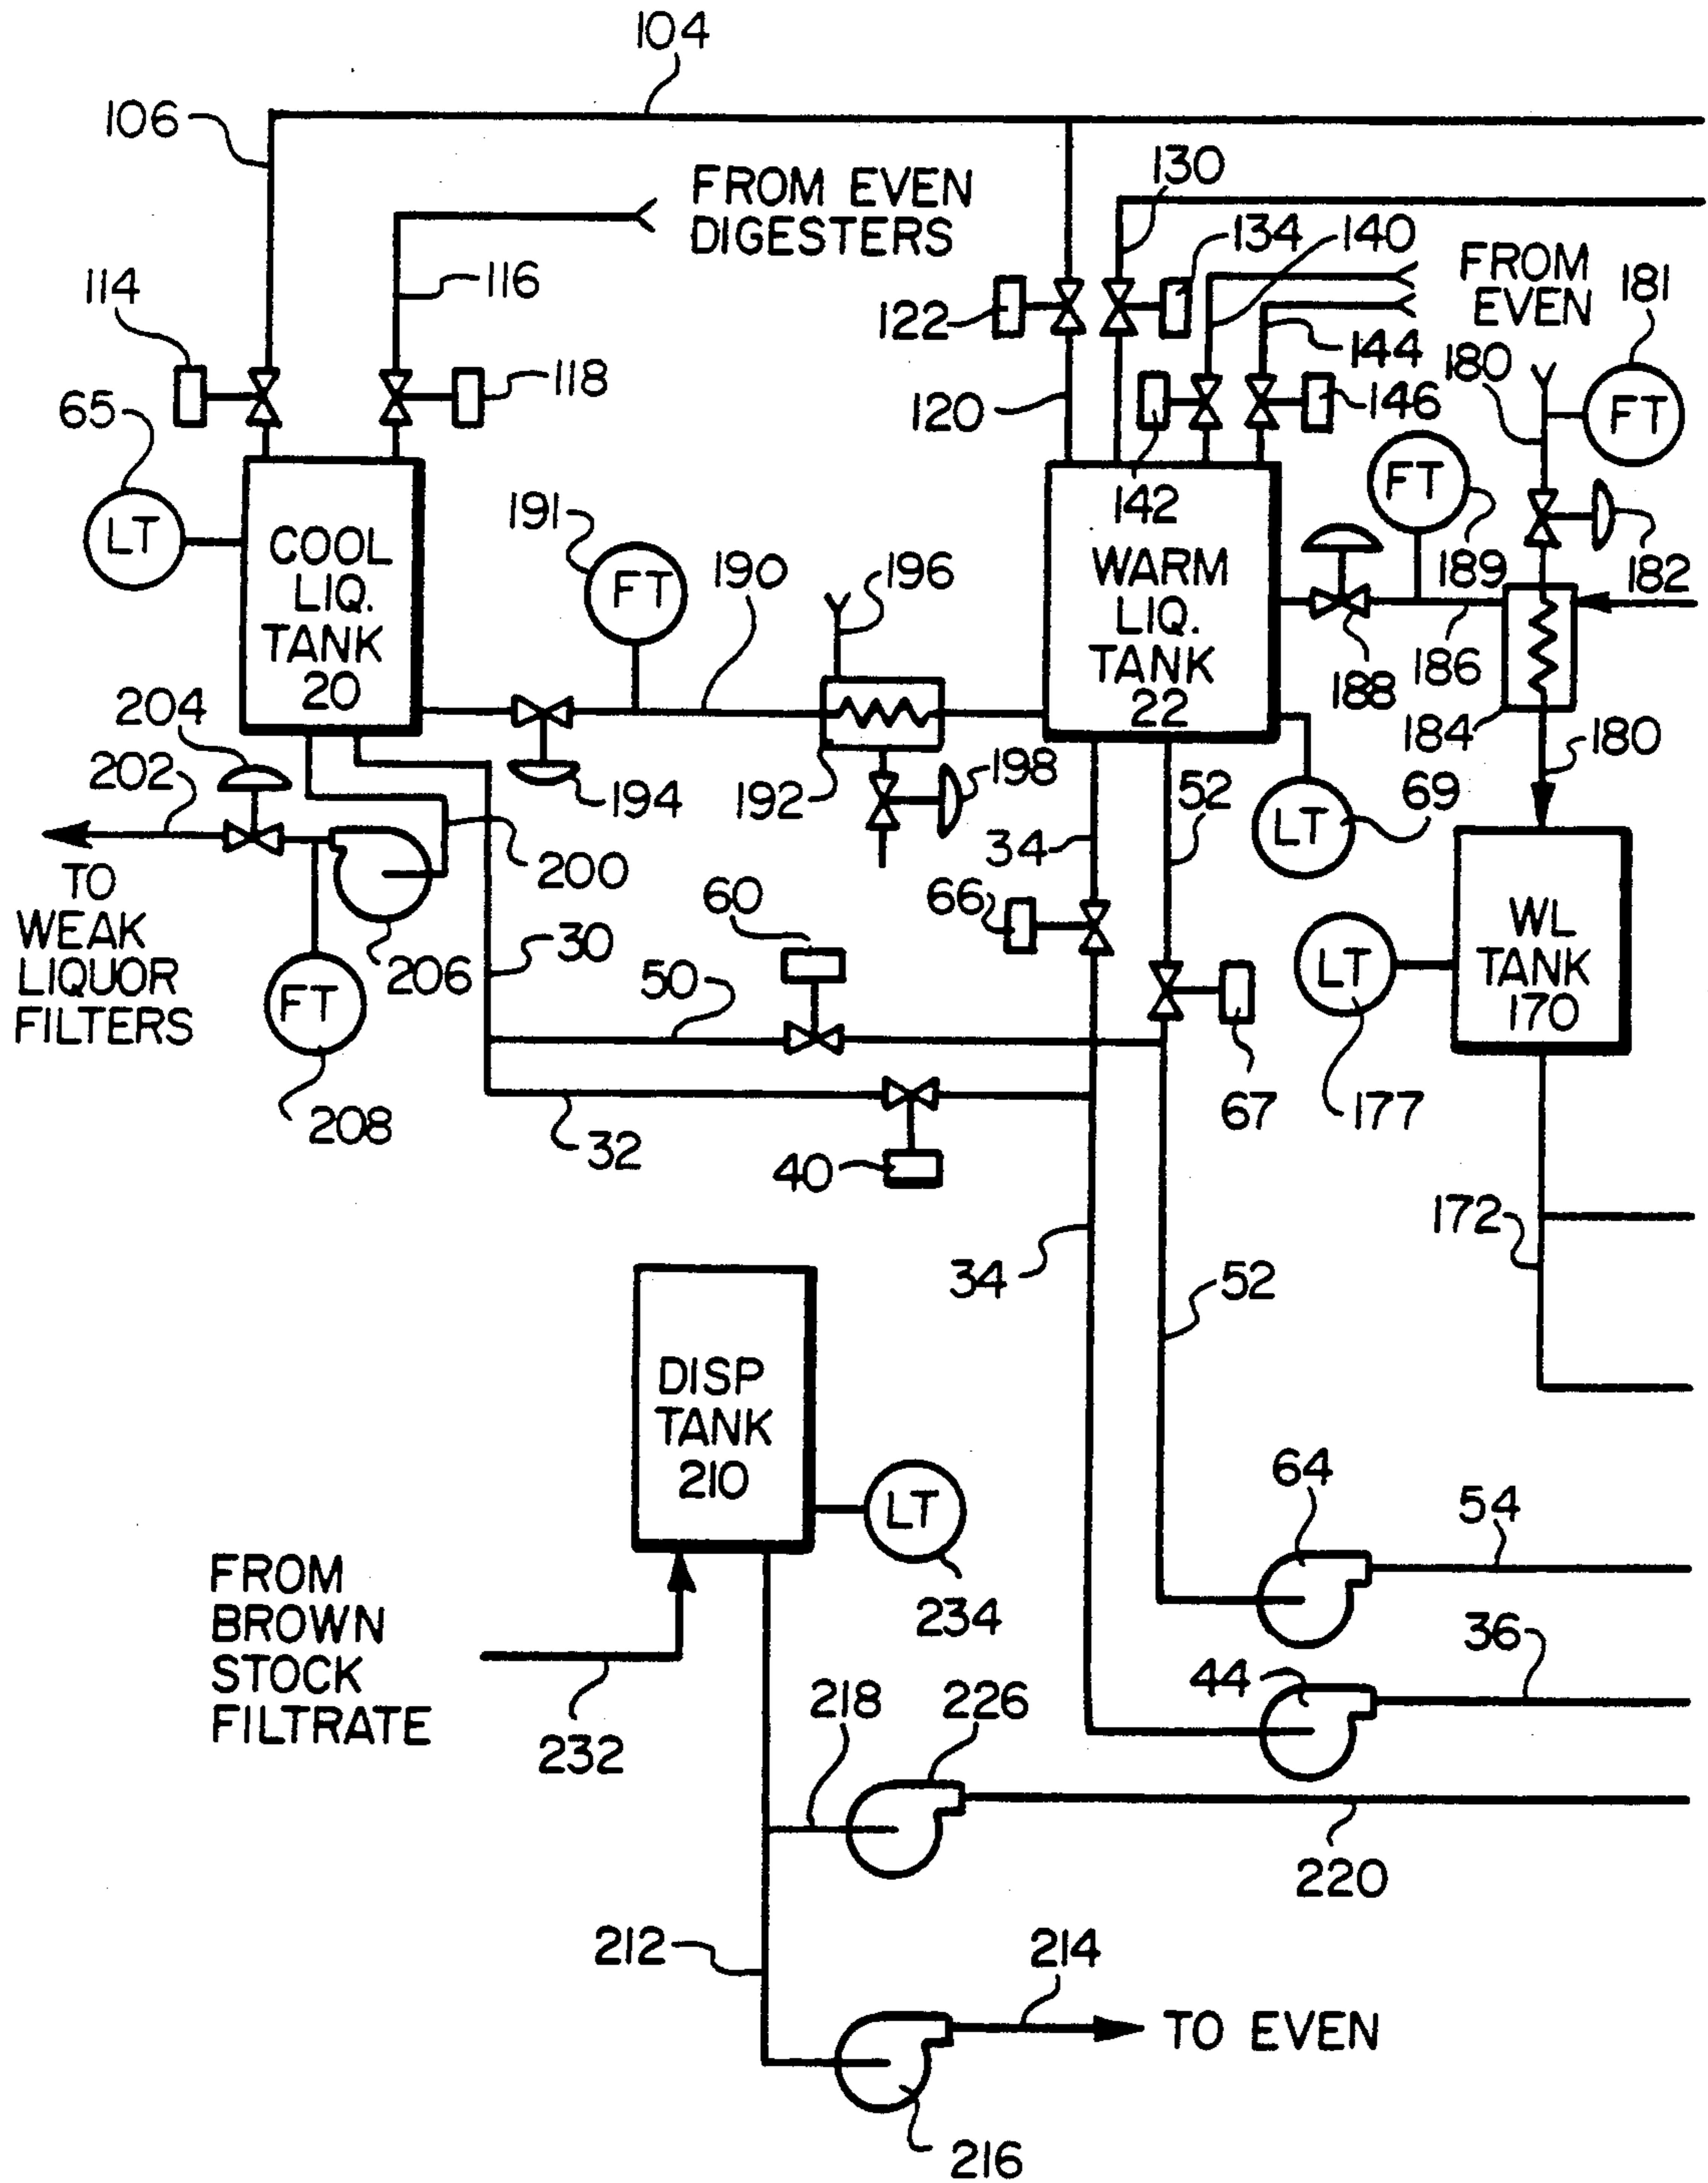 104
106
130
FROM EVEN
DIGESTERS
134
140
FROM
EVEN
181
114
116
122
144
180
FT
118
120
146
65
142
FT
LT
COOL
LIQ.
TANK
20
191
FT
190
196
WARM
LIQ.
TANK
22
189
182
188
186
184
180
204
202
194
192
198
52
69
LT
34
200
TO
WEAK
LIQUOR
FILTERS
60
66
WL
TANK
170
LT
30
206
50
FT
208
67
177
32
40
172
34
52
DISP
TANK
210
64
54
LT
234
FROM
BROWN
STOCK
FILTRATE
36
44
232
218
226
220
212
214
TO EVEN
216